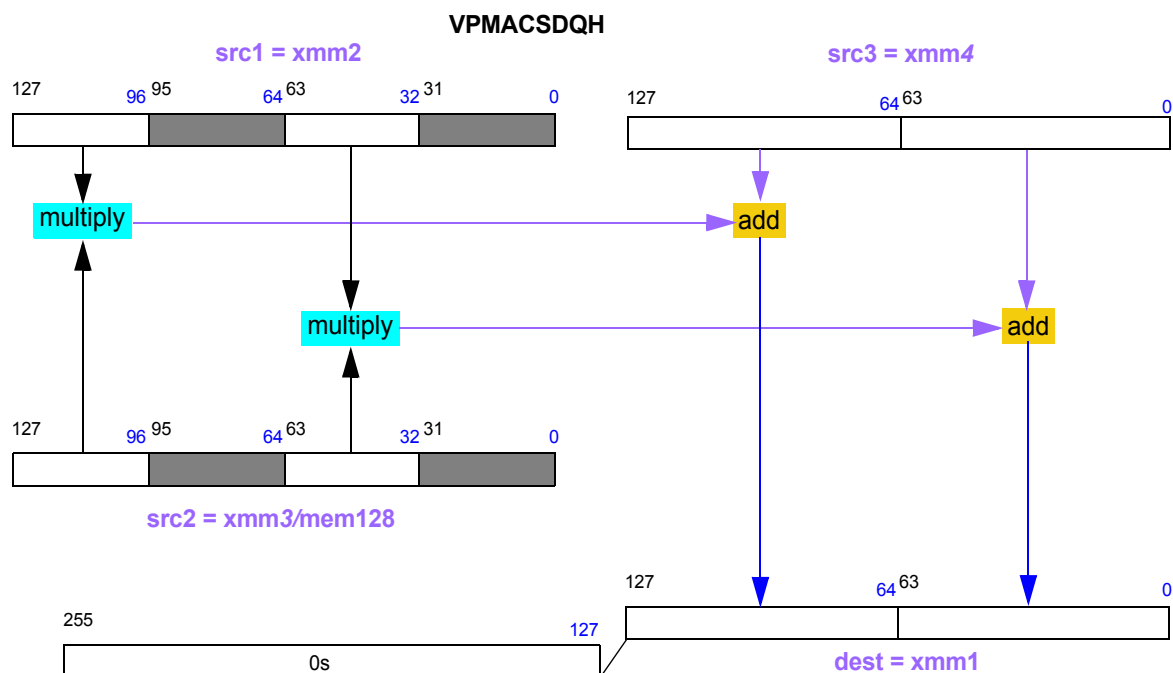 VPMACSDQH
src1 = xmm2
src3 = xmm4
127 96 95 64 63 32 31 0
127 64 63 0
multiply
add
multiply
add
127 96 95 64 63 32 31 0
src2 = xmm3/mem128
127 64 63 0
255 127
0s
dest = xmm1